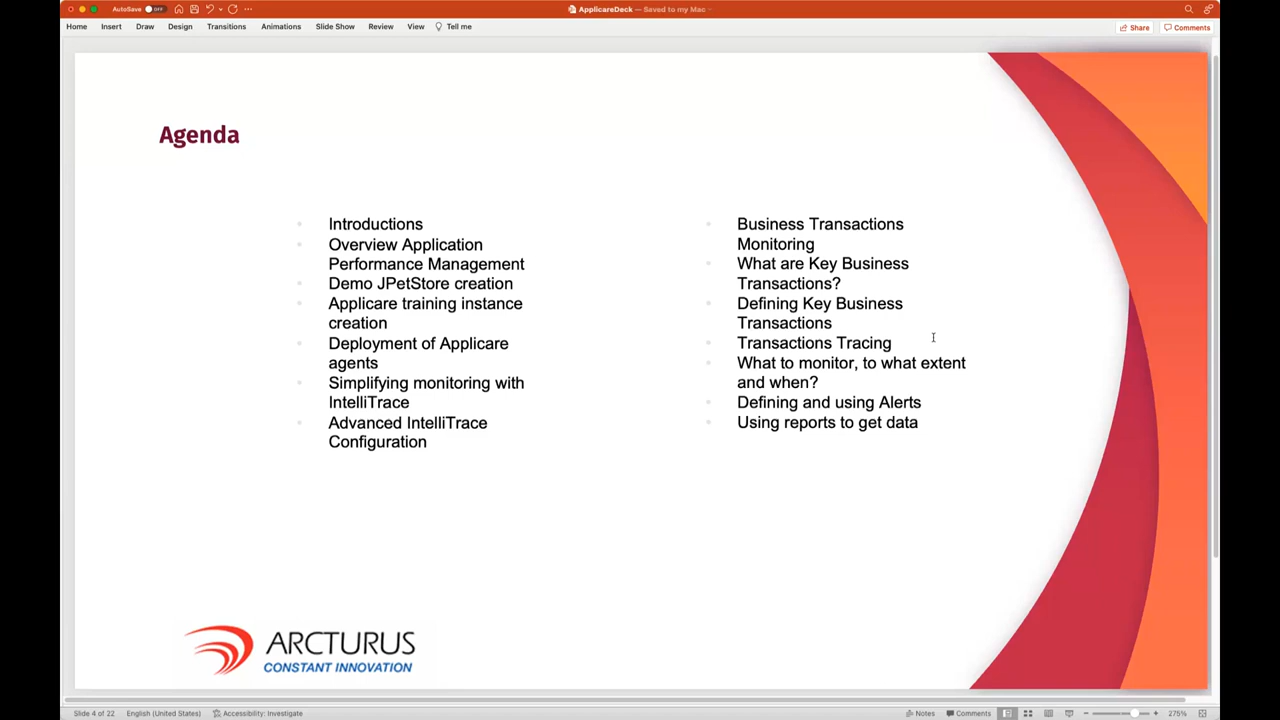 AutoSave OFF
ApplicareDeck — Saved to my Mac
Home Insert Draw Design Transitions Animations Slide Show Review View Tell me
Share Comments
Agenda
Introductions
Overview Application
Performance Management
Demo JPetStore creation
Applicare training instance
creation
Deployment of Applicare
agents
Simplifying monitoring with
IntelliTrace
Advanced IntelliTrace
Configuration
Business Transactions
Monitoring
What are Key Business
Transactions?
Defining Key Business
Transactions
Transactions Tracing
What to monitor, to what extent
and when?
Defining and using Alerts
Using reports to get data
ARCTURUS
CONSTANT INNOVATION
Slide 4 of 22 English (United States) Accessibility: Investigate
Notes Comments 275%